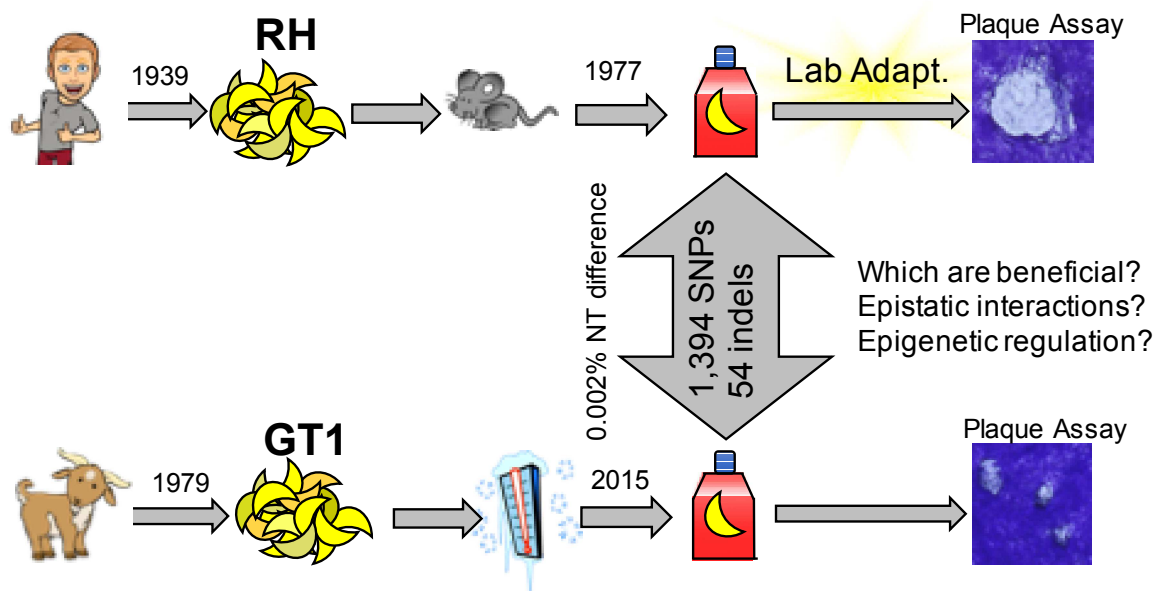 RH
1939
1977
Lab Adapt.
Plaque Assay
0.002% NT difference
1,394 SNPs
54 indels
Which are beneficial?
Epistatic interactions?
Epigenetic regulation?
GT1
1979
2015
Plaque Assay